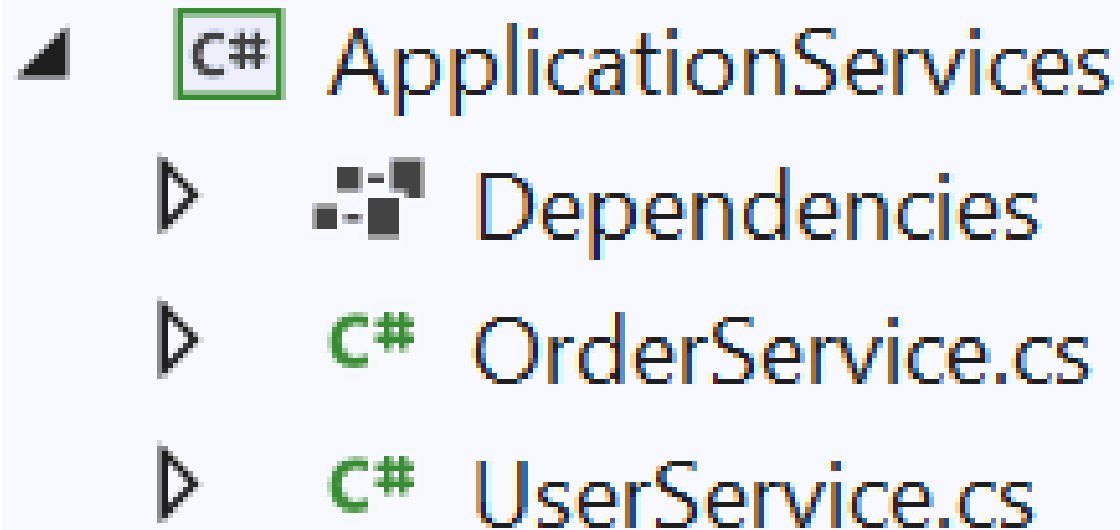 C# ApplicationServices
Dependencies
C# OrderService.cs
C# UserService.cs